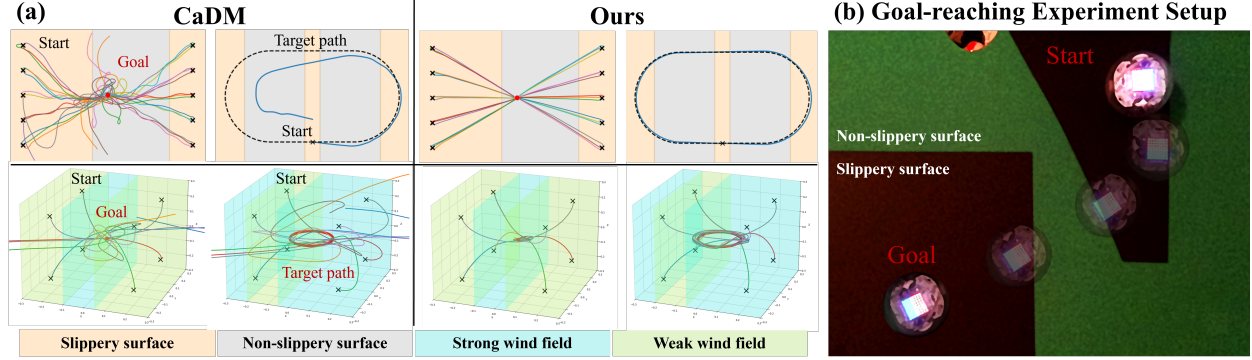 (a)
CaDM
Ours
(b) Goal-reaching Experiment Setup
Start
Goal
Target path
Start
Start
Goal
Start
Target path
Start
Non-slippery surface
Slippery surface
Goal
Slippery surface
Non-slippery surface
Strong wind field
Weak wind field